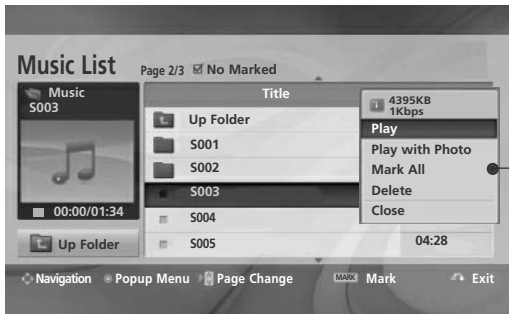 Music List
Page 2/3 No Marked
Music
S003
Title
4395KB
1Kbps
Up Folder
Play
S001
Play with Photo
S002
Mark All
S003
Delete
00:00/01:34
S004
Close
Up Folder
S005
04:28
Navigation Popup Menu Page Change MARK Mark Exit